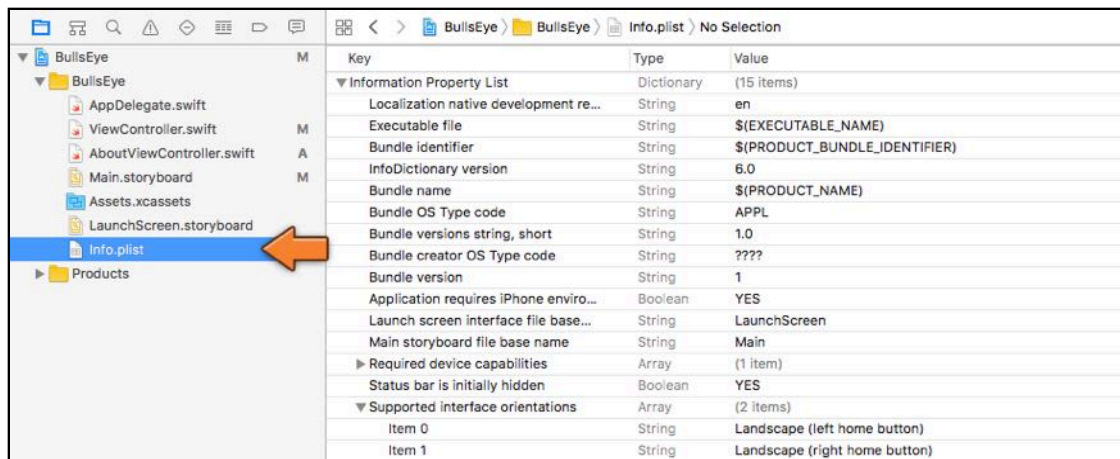 BullsEye BullsEye Info.plist No Selection
BullsEye M
BullsEye
AppDelegate.swift
ViewController.swift M
AboutViewController.swift A
Main.storyboard M
Assets.xcassets
LaunchScreen.storyboard
Info.plist
Products
Key Type Value
Information Property List Dictionary (15 items)
Localization native development re... String en
Executable file String $(EXECUTABLE_NAME)
Bundle identifier String $(PRODUCT_BUNDLE_IDENTIFIER)
InfoDictionary version String 6.0
Bundle name String $(PRODUCT_NAME)
Bundle OS Type code String APPL
Bundle versions string, short String 1.0
Bundle creator OS Type code String ????
Bundle version String 1
Application requires iPhone enviro... Boolean YES
Launch screen interface file base... String LaunchScreen
Main storyboard file base name String Main
Required device capabilities Array (1 item)
Status bar is initially hidden Boolean YES
Supported interface orientations Array (2 items)
Item 0 String Landscape (left home button)
Item 1 String Landscape (right home button)